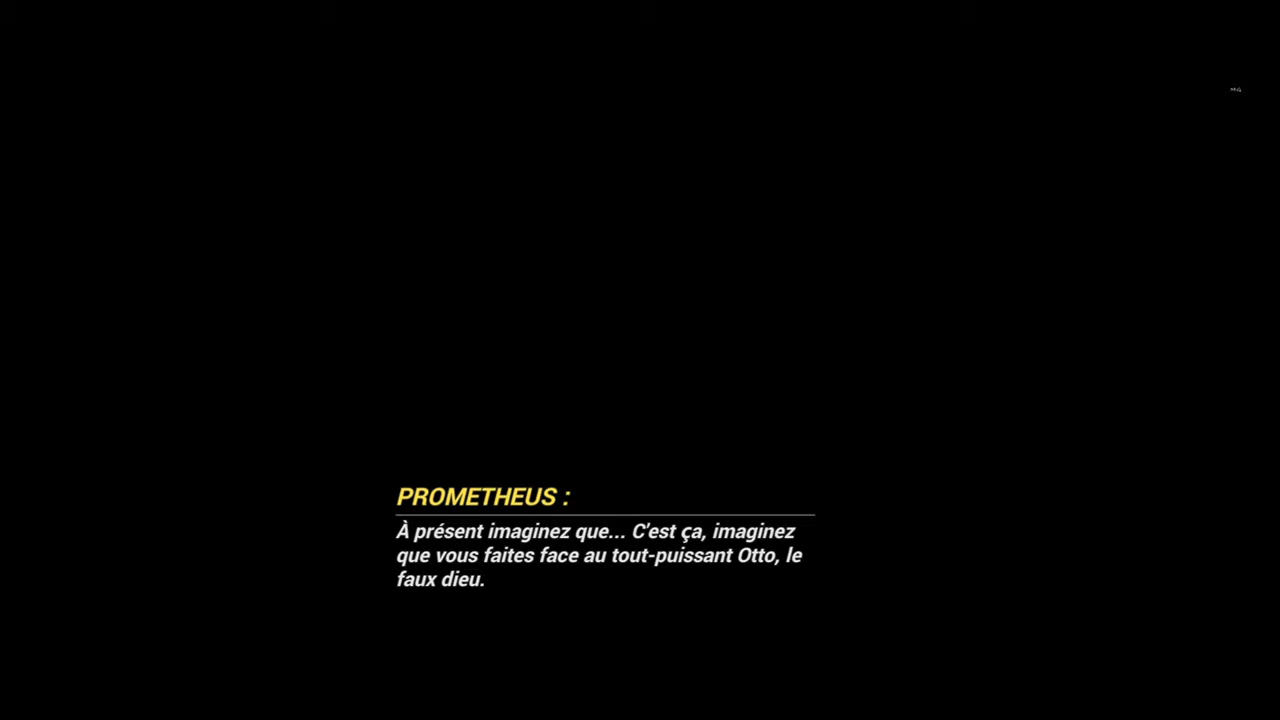 PROMETHEUS :
À présent imaginez que... C'est ça, imaginez
que vous faites face au tout-puissant Otto, le
faux dieu.